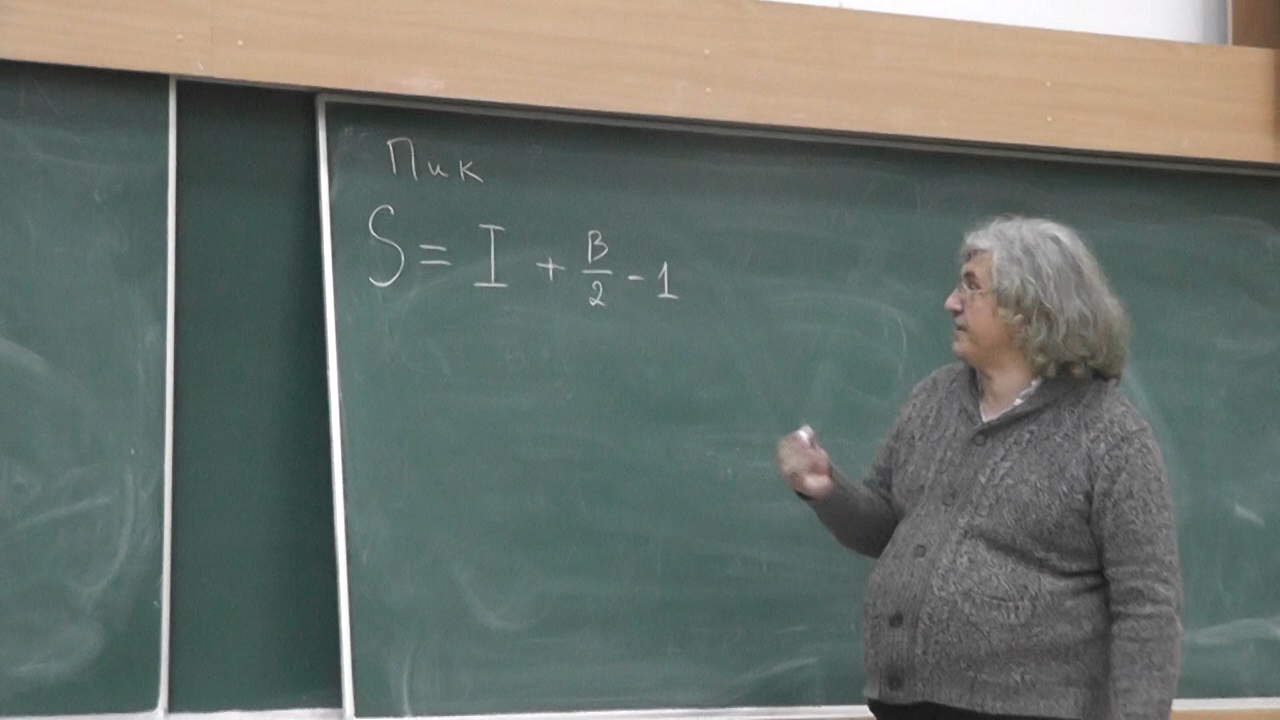 Пик
S = I + B/2 - 1